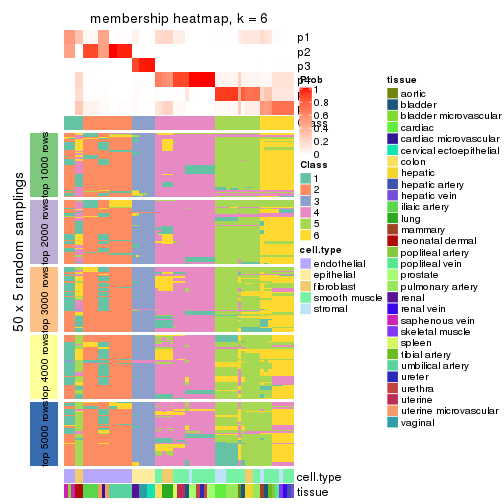 membership heatmap, k = 6
p1
p2
p3
p4
Prob
1
0.8
0.6
0.4
0.2
0
Class
1
2
3
4
5
6
cell.type
endothelial
epithelial
fibroblast
smooth muscle
stromal
tissue
aortic
bladder
bladder microvascular
cardiac
cardiac microvascular
cervical ectoepithelial
colon
hepatic
hepatic artery
hepatic vein
iliac artery
lung
mammary
neonatal dermal
popliteal artery
popliteal vein
prostate
pulmonary artery
renal
renal vein
saphenous vein
skeletal muscle
spleen
tibial artery
umbilical artery
ureter
urethra
uterine
uterine microvascular
vaginal
50 x 5 random samplings
top 1000 rows
top 2000 rows
top 3000 rows
top 4000 rows
top 5000 rows
cell.type
tissue